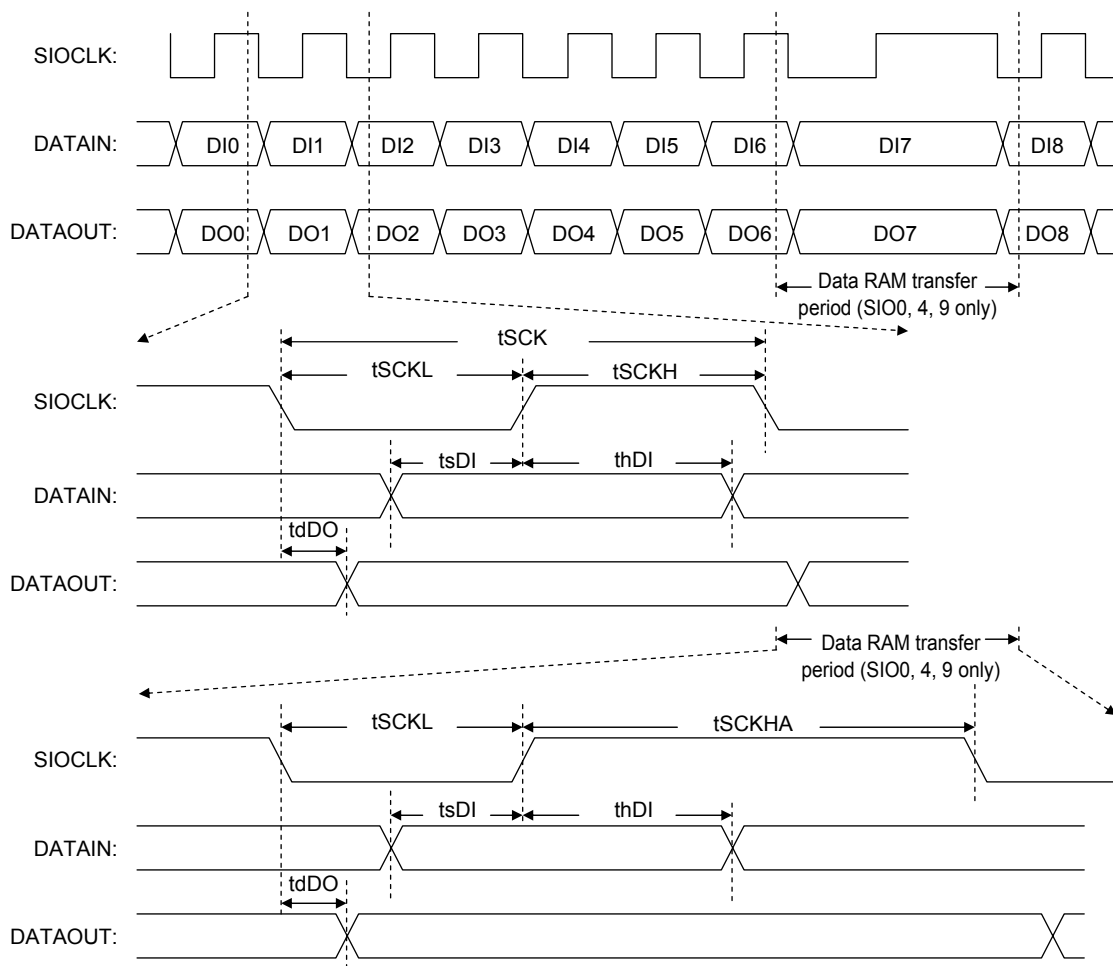 SIOCLK:
DATAIN:
DI0 DI1 DI2 DI3 DI4 DI5 DI6 DI7 DI8
DATAOUT:
DO0 DO1 DO2 DO3 DO4 DO5 DO6 DO7 DO8
Data RAM transfer
period (SIO0, 4, 9 only)
tSCK
tSCKL tSCKH
SIOCLK:
tsDI thDI
DATAIN:
tdDO
DATAOUT:
Data RAM transfer
period (SIO0, 4, 9 only)
tSCKL tSCKHA
SIOCLK:
tsDI thDI
DATAIN:
tdDO
DATAOUT: